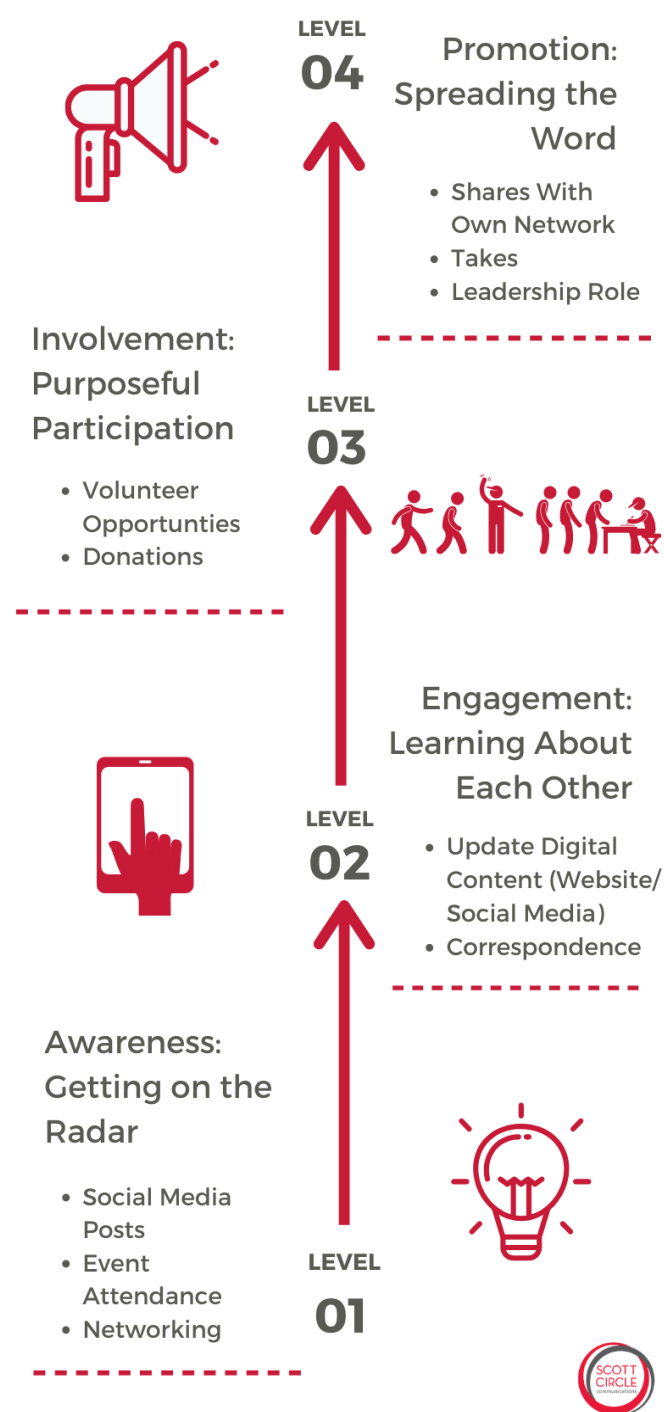 LEVEL
04
Promotion:
Spreading the
Word
• Shares With
Own Network
• Takes
• Leadership Role
Involvement:
Purposeful
Participation
• Volunteer
Opportunties
• Donations
LEVEL
03
Engagement:
Learning About
Each Other
• Update Digital
Content (Website/
Social Media)
• Correspondence
LEVEL
02
Awareness:
Getting on the
Radar
• Social Media
Posts
• Event
Attendance
• Networking
LEVEL
01
SCOTT
CIRCLE
communications